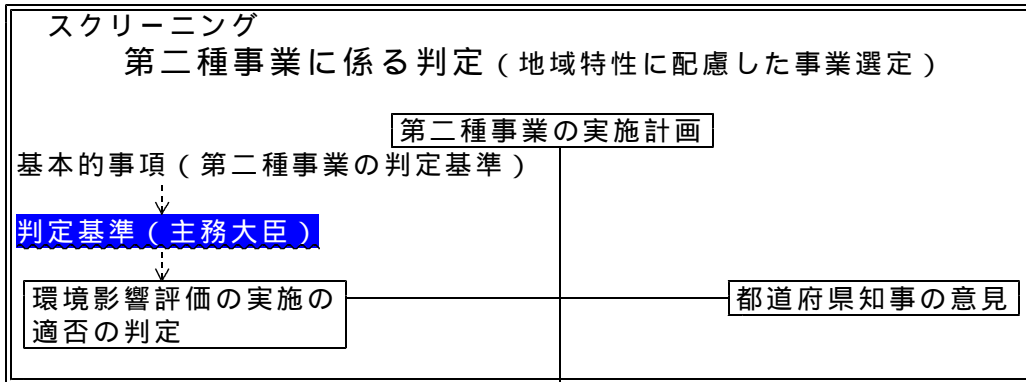 スクリーニング
第二種事業に係る判定(地域特性に配慮した事業選定)
第二種事業の実施計画
基本的事項(第二種事業の判定基準)
判定基準(主務大臣)
環境影響評価の実施の
適否の判定
都道府県知事の意見